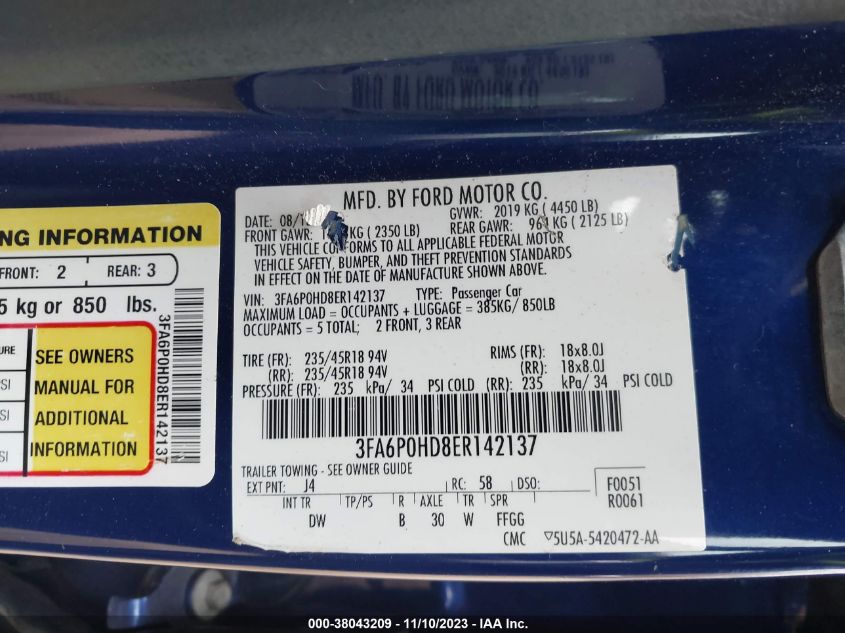 NG INFORMATION
FRONT: 2 REAR: 3
5 kg or 850 lbs.
SEE OWNERS
MANUAL FOR
ADDITIONAL
INFORMATION
3FA6P0HD8ER142137
MFD. BY FORD MOTOR CO.
DATE: 08/1 GVWR: 2019 KG ( 4450 LB)
FRONT GAWR: KG ( 2350 LB) REAR GAWR: 964 KG ( 2125 LB)
THIS VEHICLE CONFORMS TO ALL APPLICABLE FEDERAL MOTOR
VEHICLE SAFETY, BUMPER, AND THEFT PREVENTION STANDARDS
IN EFFECT ON THE DATE OF MANUFACTURE SHOWN ABOVE.
VIN: 3FA6P0HD8ER142137 TYPE: Passenger Car
MAXIMUM LOAD = OCCUPANTS + LUGGAGE = 385KG/ 850LB
OCCUPANTS = 5 TOTAL; 2 FRONT, 3 REAR
TIRE (FR): 235/45R18 94V RIMS (FR): 18x8.0J
(RR): 235/45R18 94V (RR): 18x8.0J
PRESSURE (FR): 235 kPa/ 34 PSI COLD (RR): 235 kPa/ 34 PSI COLD
3FA6P0HD8ER142137
TRAILER TOWING - SEE OWNER GUIDE
EXT PNT: J4 RC: 58 DSO: F0051
INT TR TP/PS R AXLE TR SPR R0061
DW B 30 W FFGG
CMC ▽5U5A-5420472-AA
000-38043209 - 11/10/2023 - IAA Inc.